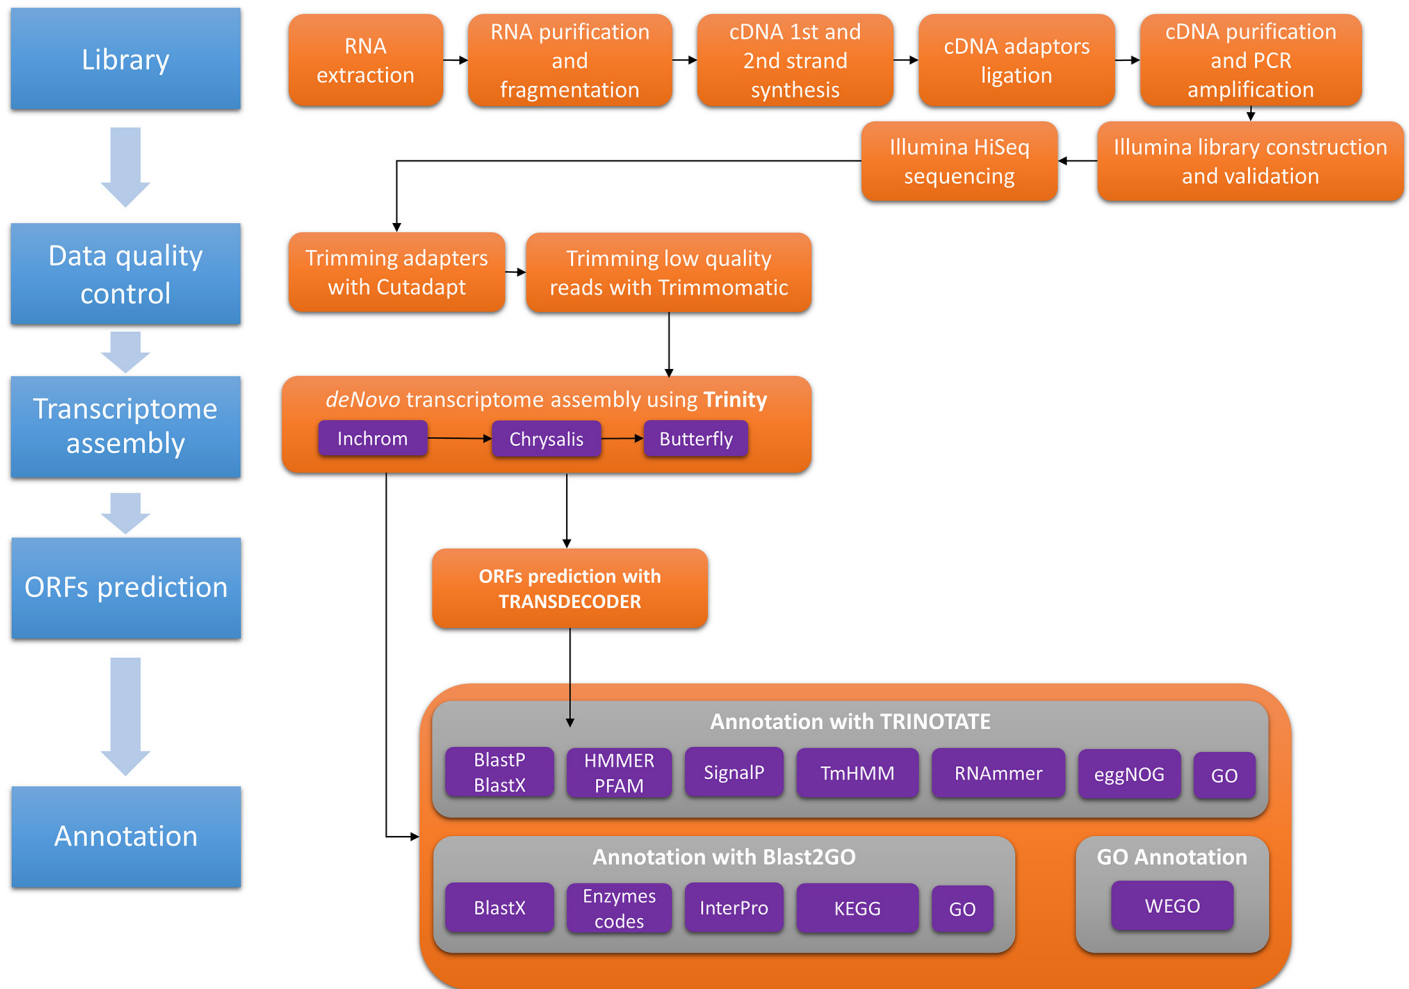 Library
RNA
extraction
RNA purification
and
fragmentation
cDNA 1st and
2nd strand
synthesis
cDNA adaptors
ligation
cDNA purification
and PCR
amplification
Illumina HiSeq
sequencing
Illumina library construction
and validation
Data quality
control
Trimming adapters
with Cutadapt
Trimming low quality
reads with Trimmomatic
Transcriptome
assembly
deNovo transcriptome assembly using Trinity
Inchrom
Chrysalis
Butterfly
ORFs prediction
ORFs prediction with
TRANSDECODER
Annotation
Annotation with TRINOTATE
BlastP
BlastX
HMMER
PFAM
SignalP
TmHMM
RNAmmer
eggNOG
GO
Annotation with Blast2GO
BlastX
Enzymes
codes
InterPro
KEGG
GO
GO Annotation
WEGO